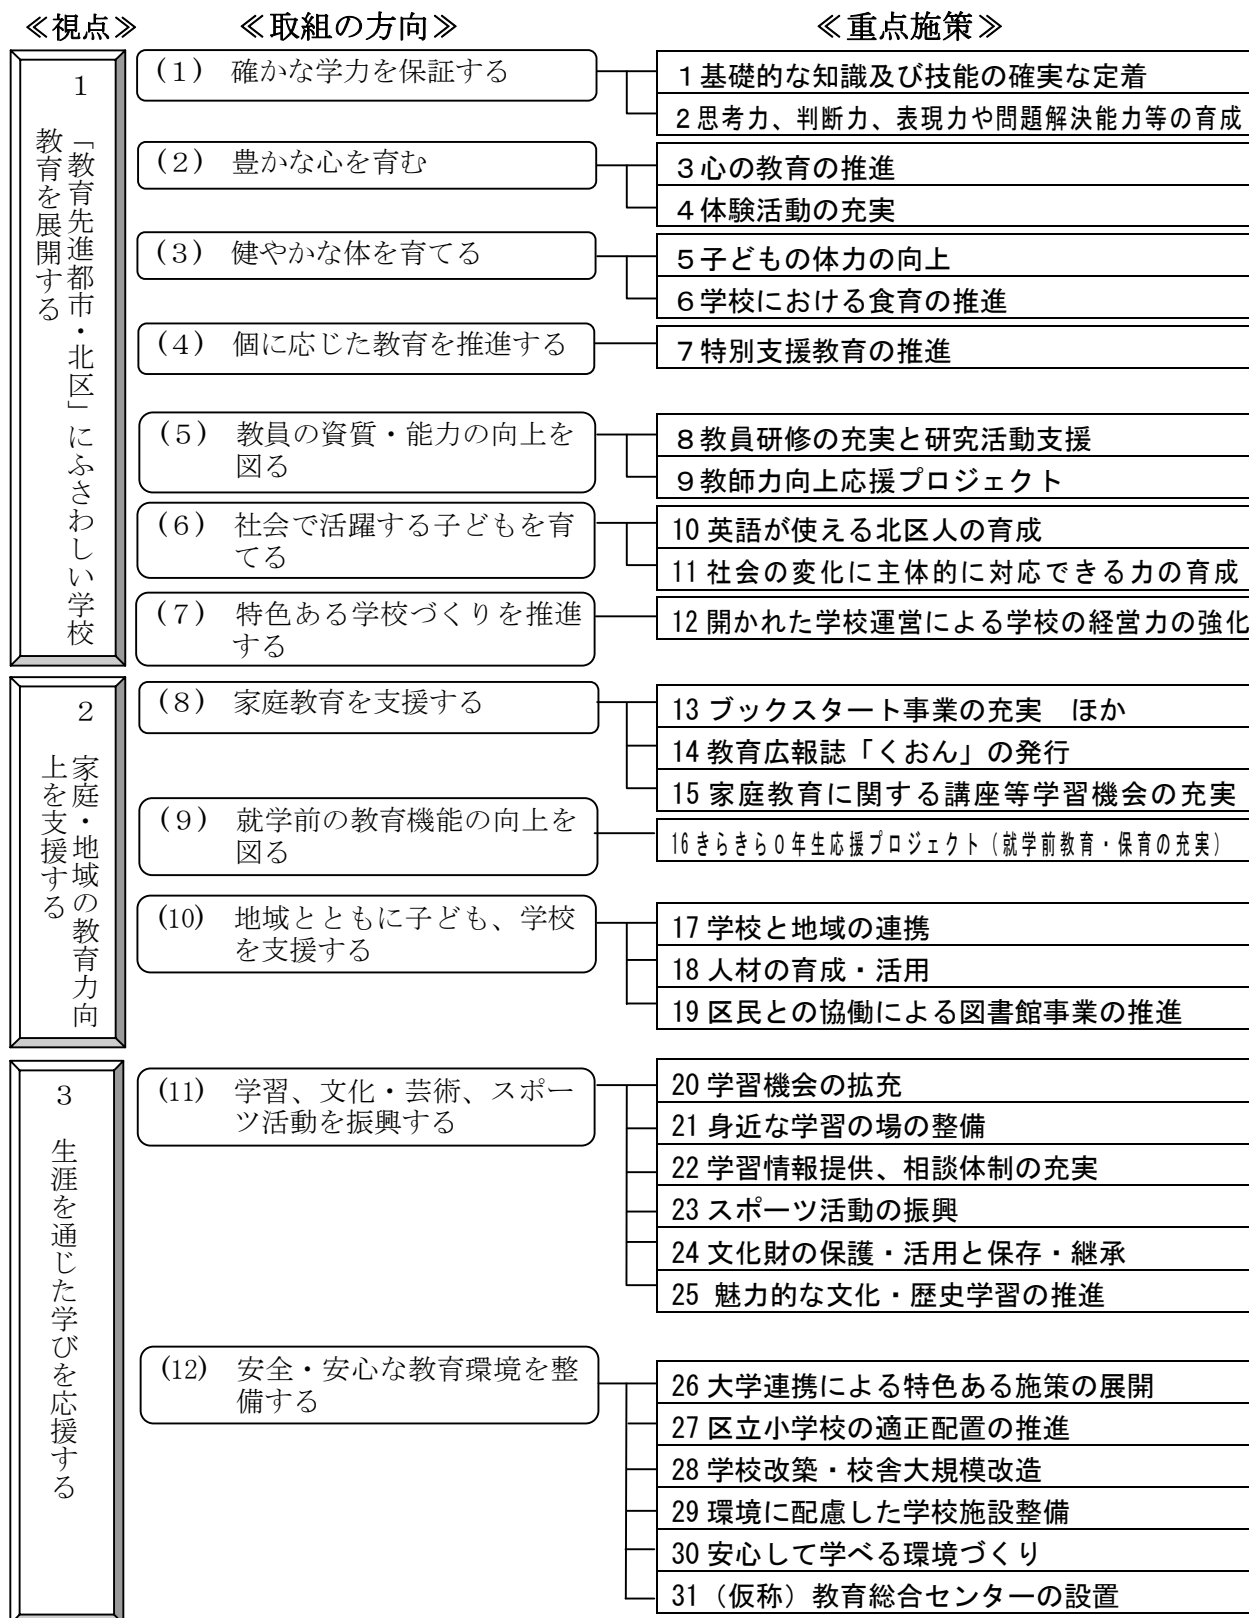 ≪視点≫ ≪取組の方向≫ ≪重点施策≫
1
「教育先進都市・北区」にふさわしい学校
教育を展開する
(1) 確かな学力を保証する
1基礎的な知識及び技能の確実な定着
2思考力、判断力、表現力や問題解決能力等の育成
(2) 豊かな心を育む
3心の教育の推進
4体験活動の充実
(3) 健やかな体を育てる
5子どもの体力の向上
6学校における食育の推進
(4) 個に応じた教育を推進する
7特別支援教育の推進
(5) 教員の資質・能力の向上を
図る
8教員研修の充実と研究活動支援
9教師力向上応援プロジェクト
(6) 社会で活躍する子どもを育
てる
10 英語が使える北区人の育成
11 社会の変化に主体的に対応できる力の育成
(7) 特色ある学校づくりを推進
する
12 開かれた学校運営による学校の経営力の強化
2
家庭・地域の教育力向
上を支援する
(8) 家庭教育を支援する
13 ブックスタート事業の充実 ほか
14 教育広報誌「くおん」の発行
15 家庭教育に関する講座等学習機会の充実
(9) 就学前の教育機能の向上を
図る
16 きらきら０年生応援プロジェクト（就学前教育・保育の充実）
(10) 地域とともに子ども、学校
を支援する
17 学校と地域の連携
18 人材の育成・活用
19 区民との協働による図書館事業の推進
3
生涯を通じた学びを応援する
(11) 学習、文化・芸術、スポー
ツ活動を振興する
20 学習機会の拡充
21 身近な学習の場の整備
22 学習情報提供、相談体制の充実
23 スポーツ活動の振興
24 文化財の保護・活用と保存・継承
25 魅力的な文化・歴史学習の推進
(12) 安全・安心な教育環境を整
備する
26 大学連携による特色ある施策の展開
27 区立小学校の適正配置の推進
28 学校改築・校舎大規模改造
29 環境に配慮した学校施設整備
30 安心して学べる環境づくり
31 （仮称）教育総合センターの設置